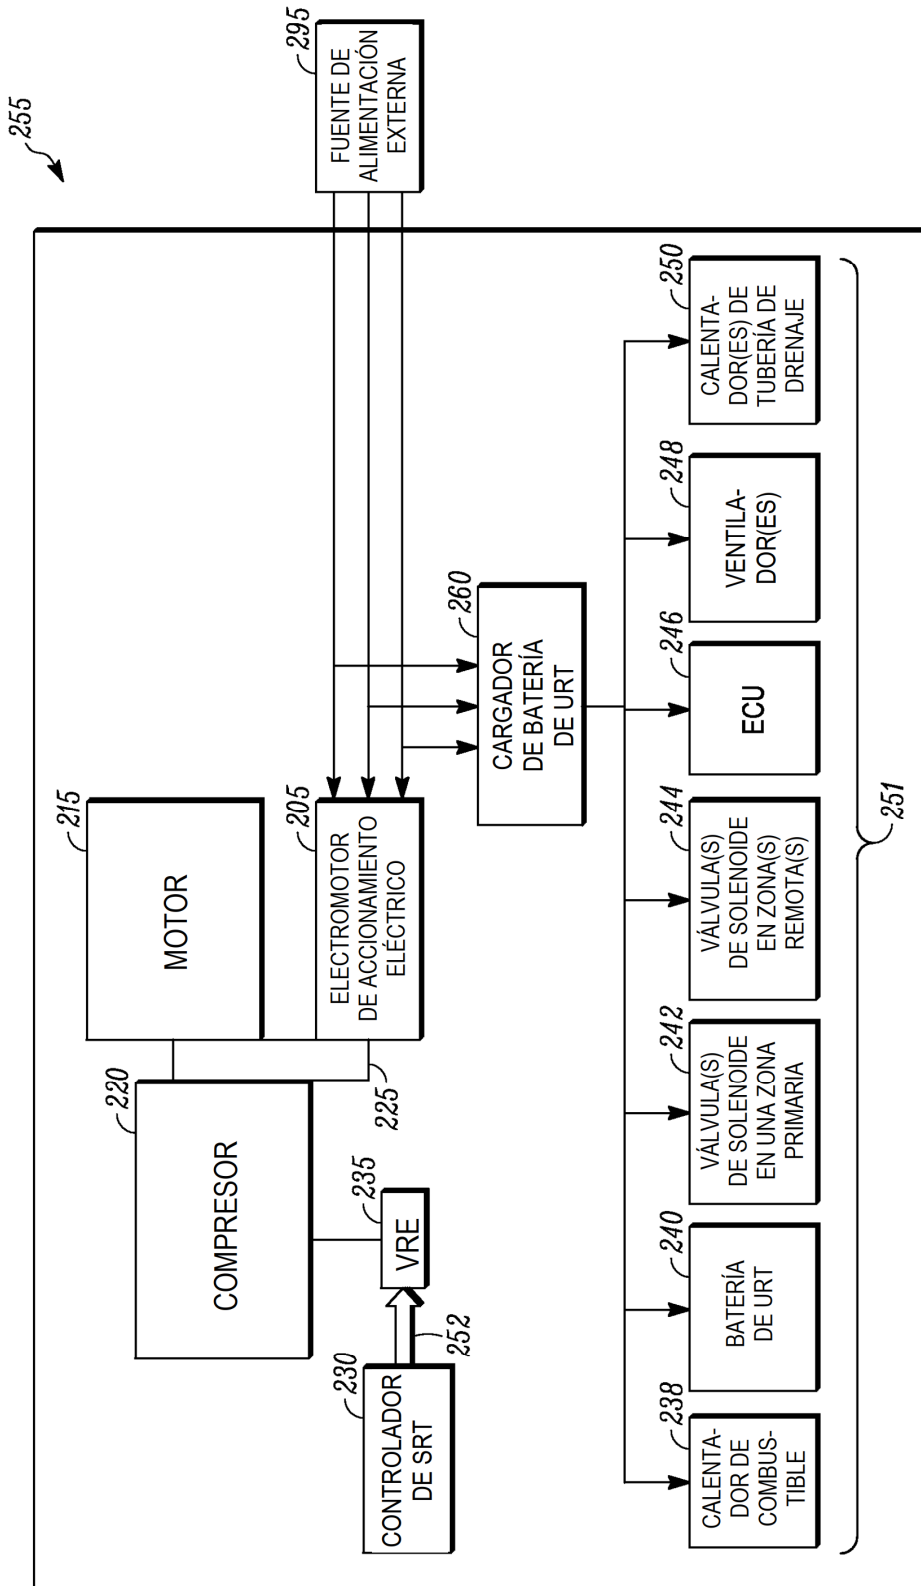 255
295
FUENTE DE
ALIMENTACIÓN
EXTERNA
215
MOTOR
220
COMPRESOR
205
ELECTROMOTOR
DE ACCIONAMIENTO
ELÉCTRICO
225
235
VRE
252
230
CONTROLADOR
DE SRT
260
CARGADOR
DE BATERÍA
DE URT
238
CALENTA-
DOR DE
COMBUS-
TIBLE
240
BATERÍA
DE URT
242
VÁLVULA(S)
DE SOLENOIDE
EN UNA ZONA
PRIMARIA
244
VÁLVULA(S)
DE SOLENOIDE
EN ZONA(S)
REMOTA(S)
246
ECU
248
VENTILA-
DOR(ES)
250
CALENTA-
DOR(ES) DE
TUBERÍA DE
DRENAJE
251